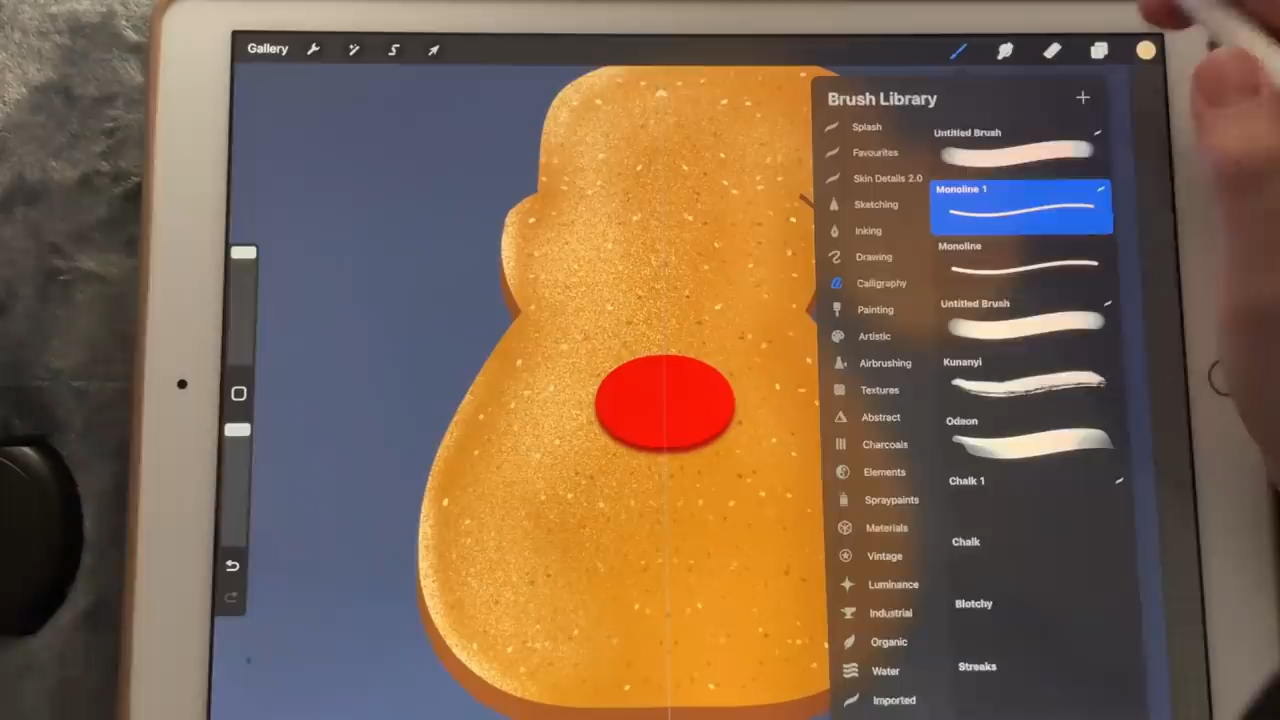 Gallery
Brush Library
Splash
Favourites
Skin Details 2.0
Sketching
Inking
Drawing
Calligraphy
Painting
Artistic
Airbrushing
Textures
Abstract
Charcoals
Elements
Spraypaints
Materials
Vintage
Luminance
Industrial
Organic
Water
Imported
Untitled Brush
Monoline 1
Monoline
Untitled Brush
Kunanyi
Odeon
Chalk 1
Chalk
Blotchy
Streaks